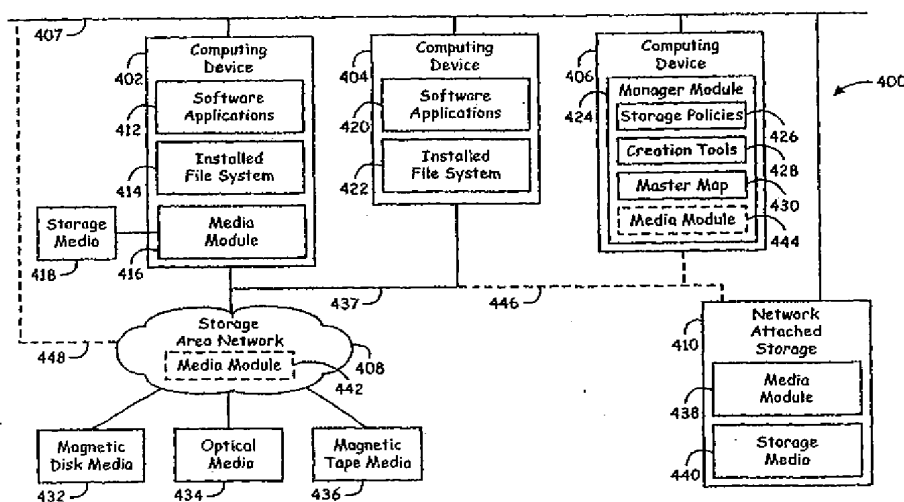 407
Computing
Device
402
Software
Applications
412
Installed
File System
414
Media
Module
416
Storage
Media
418
Computing
Device
404
Software
Applications
420
Installed
File System
422
Computing
Device
406
Manager Module
424
Storage Policies
426
Creation Tools
428
Master Map
430
Media Module
444
400
437
446
448
Storage
Area Network
Media Module
408
442
Magnetic
Disk Media
432
Optical
Media
434
Magnetic
Tape Media
436
Network
Attached
Storage
410
Media
Module
438
Storage
Media
440